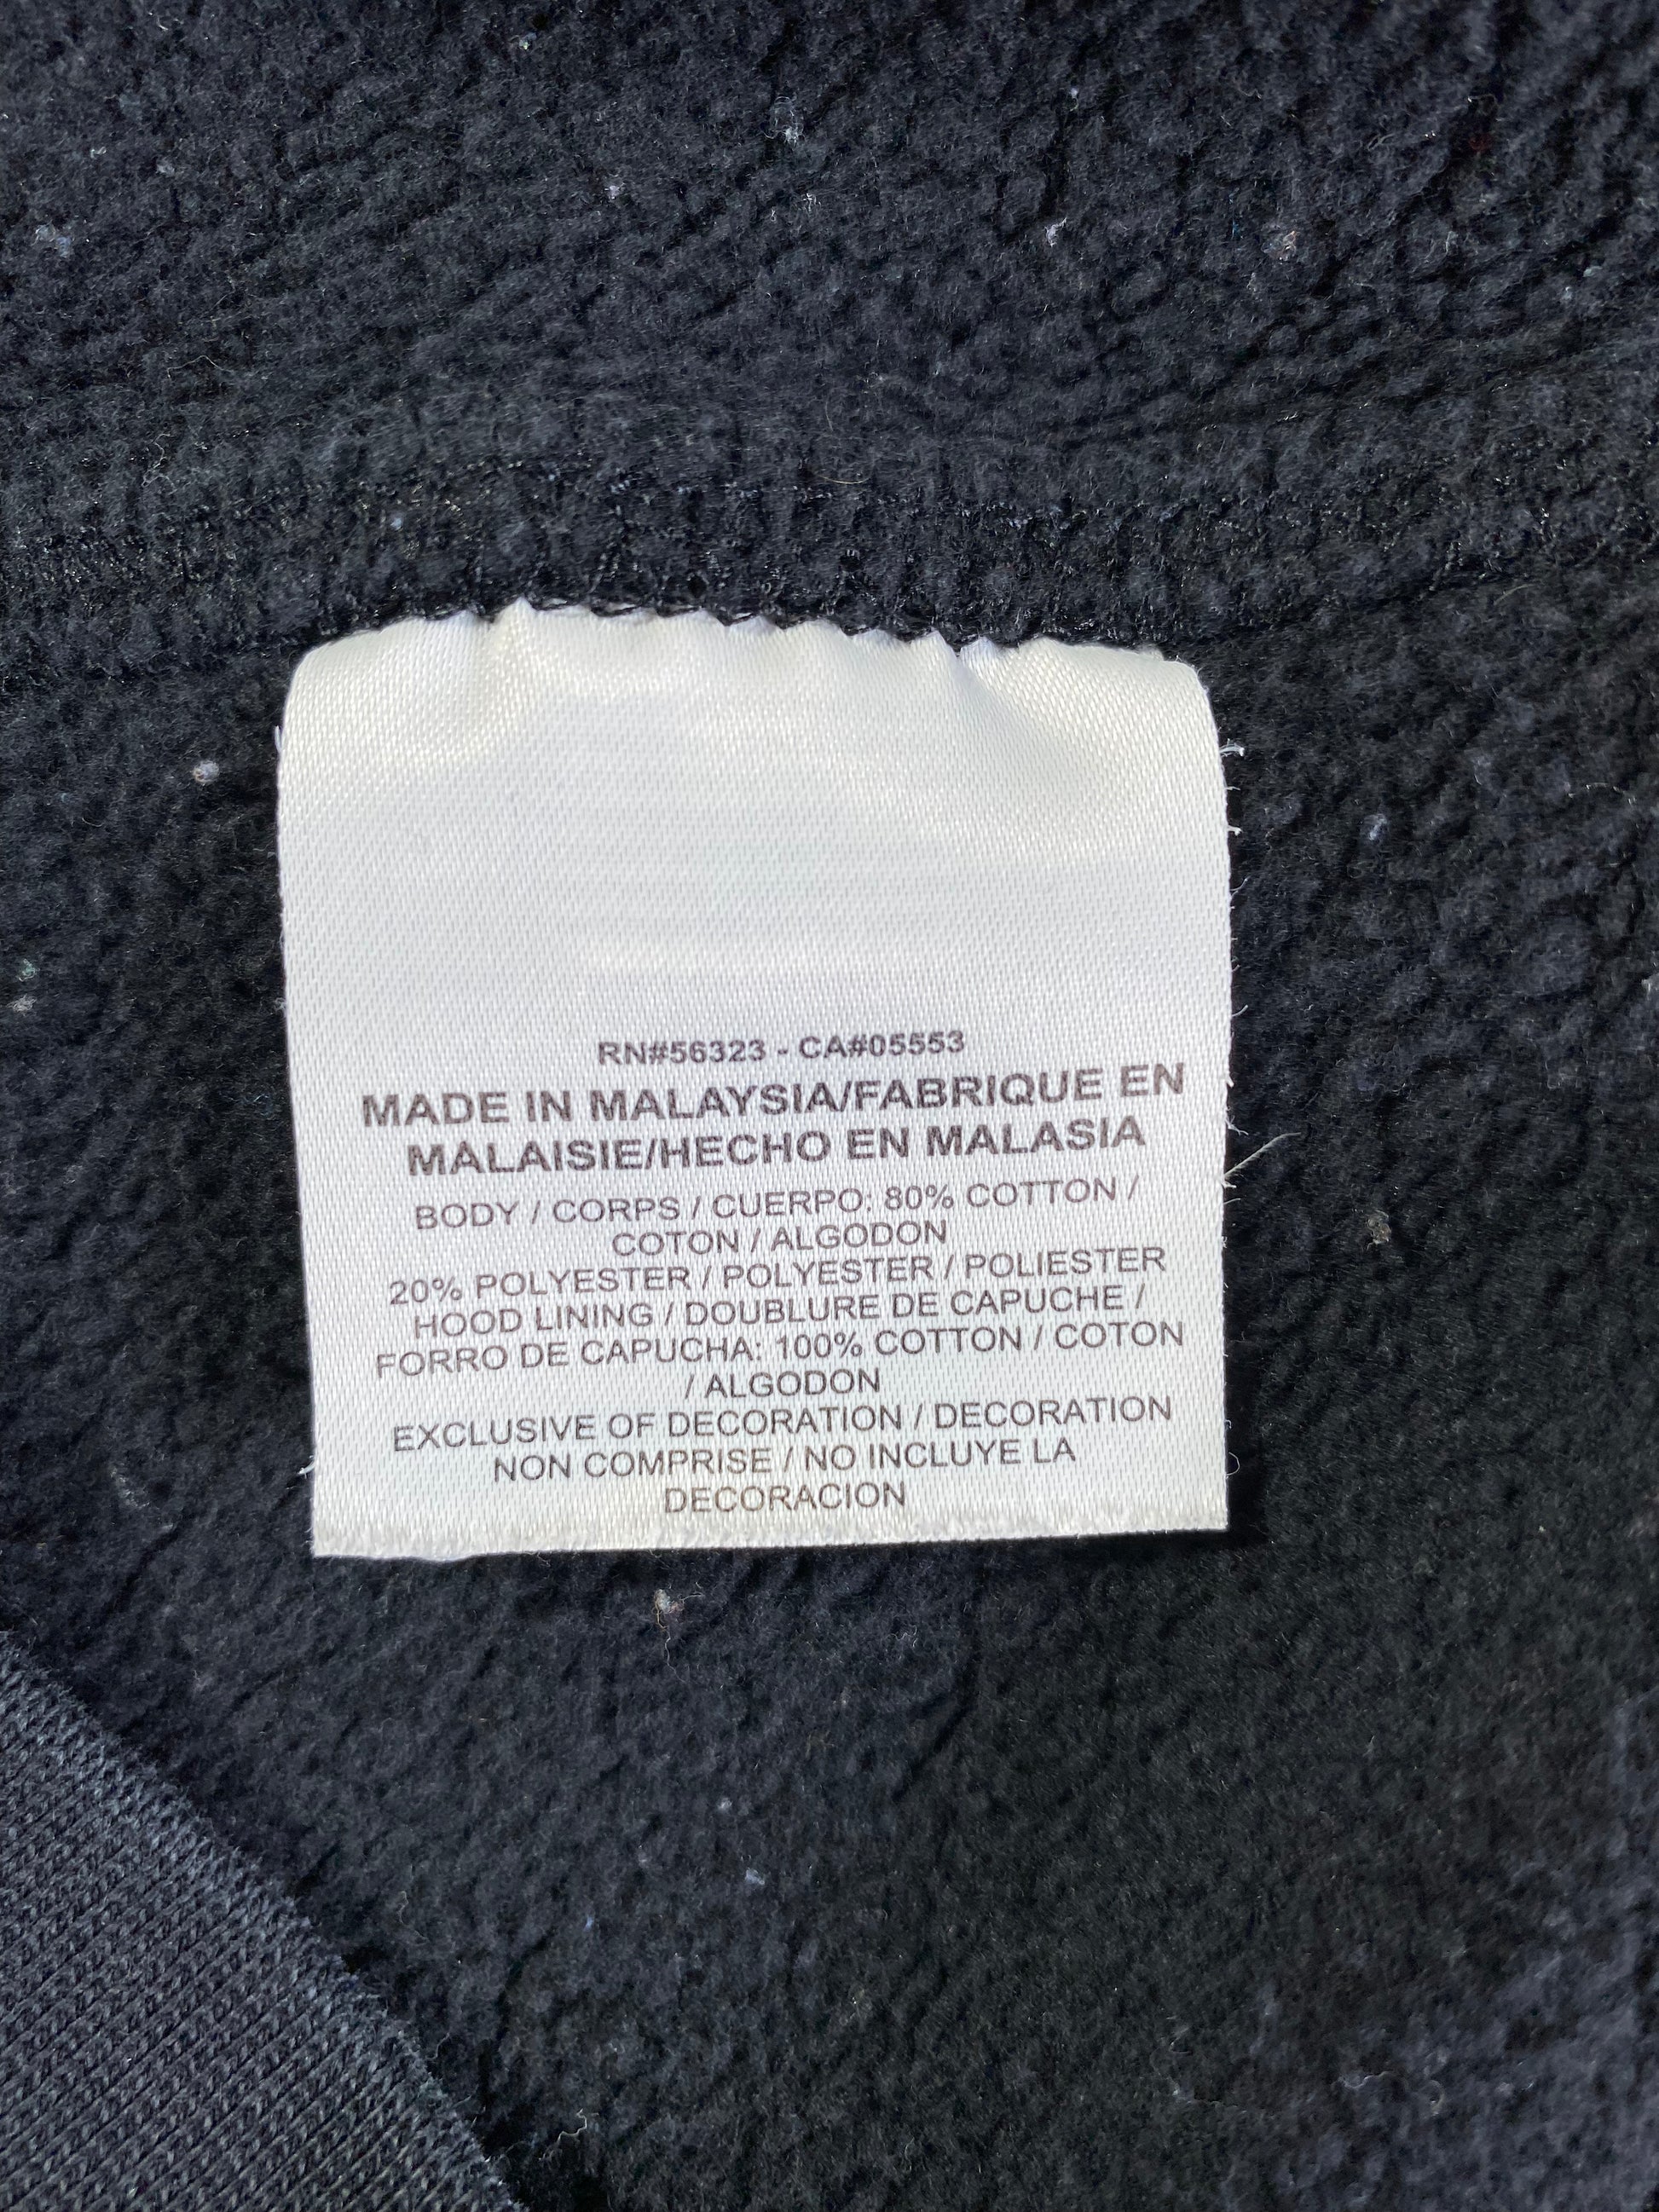 RN#56323 - CA#05553
MADE IN MALAYSIA/FABRIQUE EN
MALAISIE/HECHO EN MALASIA
BODY / CORPS / CUERPO: 80% COTTON /
COTON / ALGODON
20% POLYESTER / POLYESTER / POLIESTER
HOOD LINING / DOUBLURE DE CAPUCHE /
FORRO DE CAPUCHA: 100% COTTON / COTON
/ ALGODON
EXCLUSIVE OF DECORATION / DECORATION
NON COMPRISE / NO INCLUYE LA
DECORACION